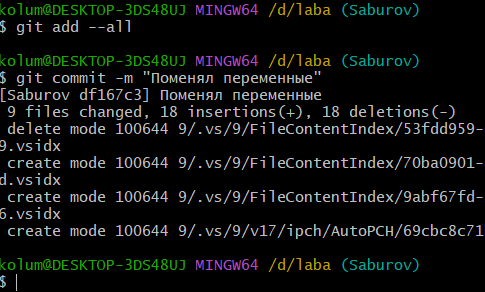 kolum@DESKTOP-3DS48UJ MINGW64 /d/laba (Saburov)
$ git add --all
kolum@DESKTOP-3DS48UJ MINGW64 /d/laba (Saburov)
$ git commit -m "Поменял переменные"
[Saburov df167c3] Поменял переменные
9 files changed, 18 insertions(+), 18 deletions(-)
delete mode 100644 9/.vs/9/FileContentIndex/53fdd959-
9.vsidx
create mode 100644 9/.vs/9/FileContentIndex/70ba0901-
d.vsidx
create mode 100644 9/.vs/9/FileContentIndex/9abf67fd-
6.vsidx
create mode 100644 9/.vs/9/v17/ipch/AutoPCH/69cbc8c71
kolum@DESKTOP-3DS48UJ MINGW64 /d/laba (Saburov)
$